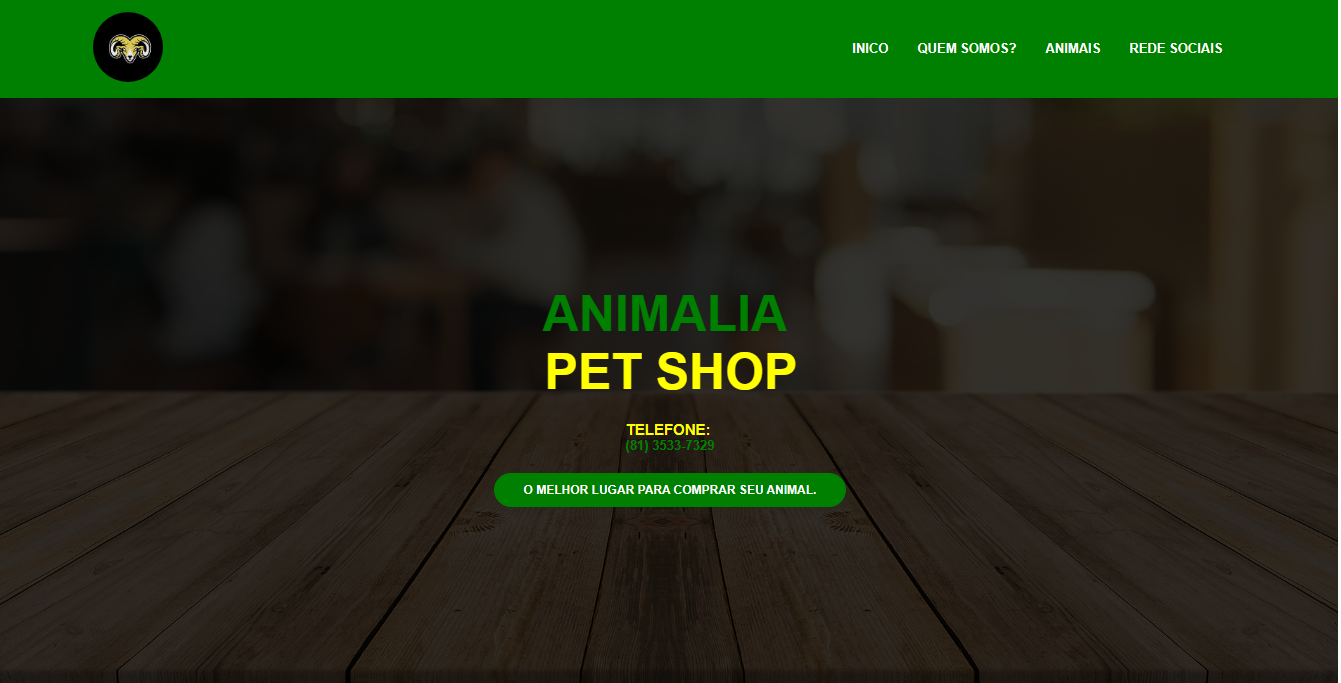 INICO QUEM SOMOS? ANIMAIS REDE SOCIAIS
ANIMALIA
PET SHOP
TELEFONE:
(81) 3533-7329
O MELHOR LUGAR PARA COMPRAR SEU ANIMAL.